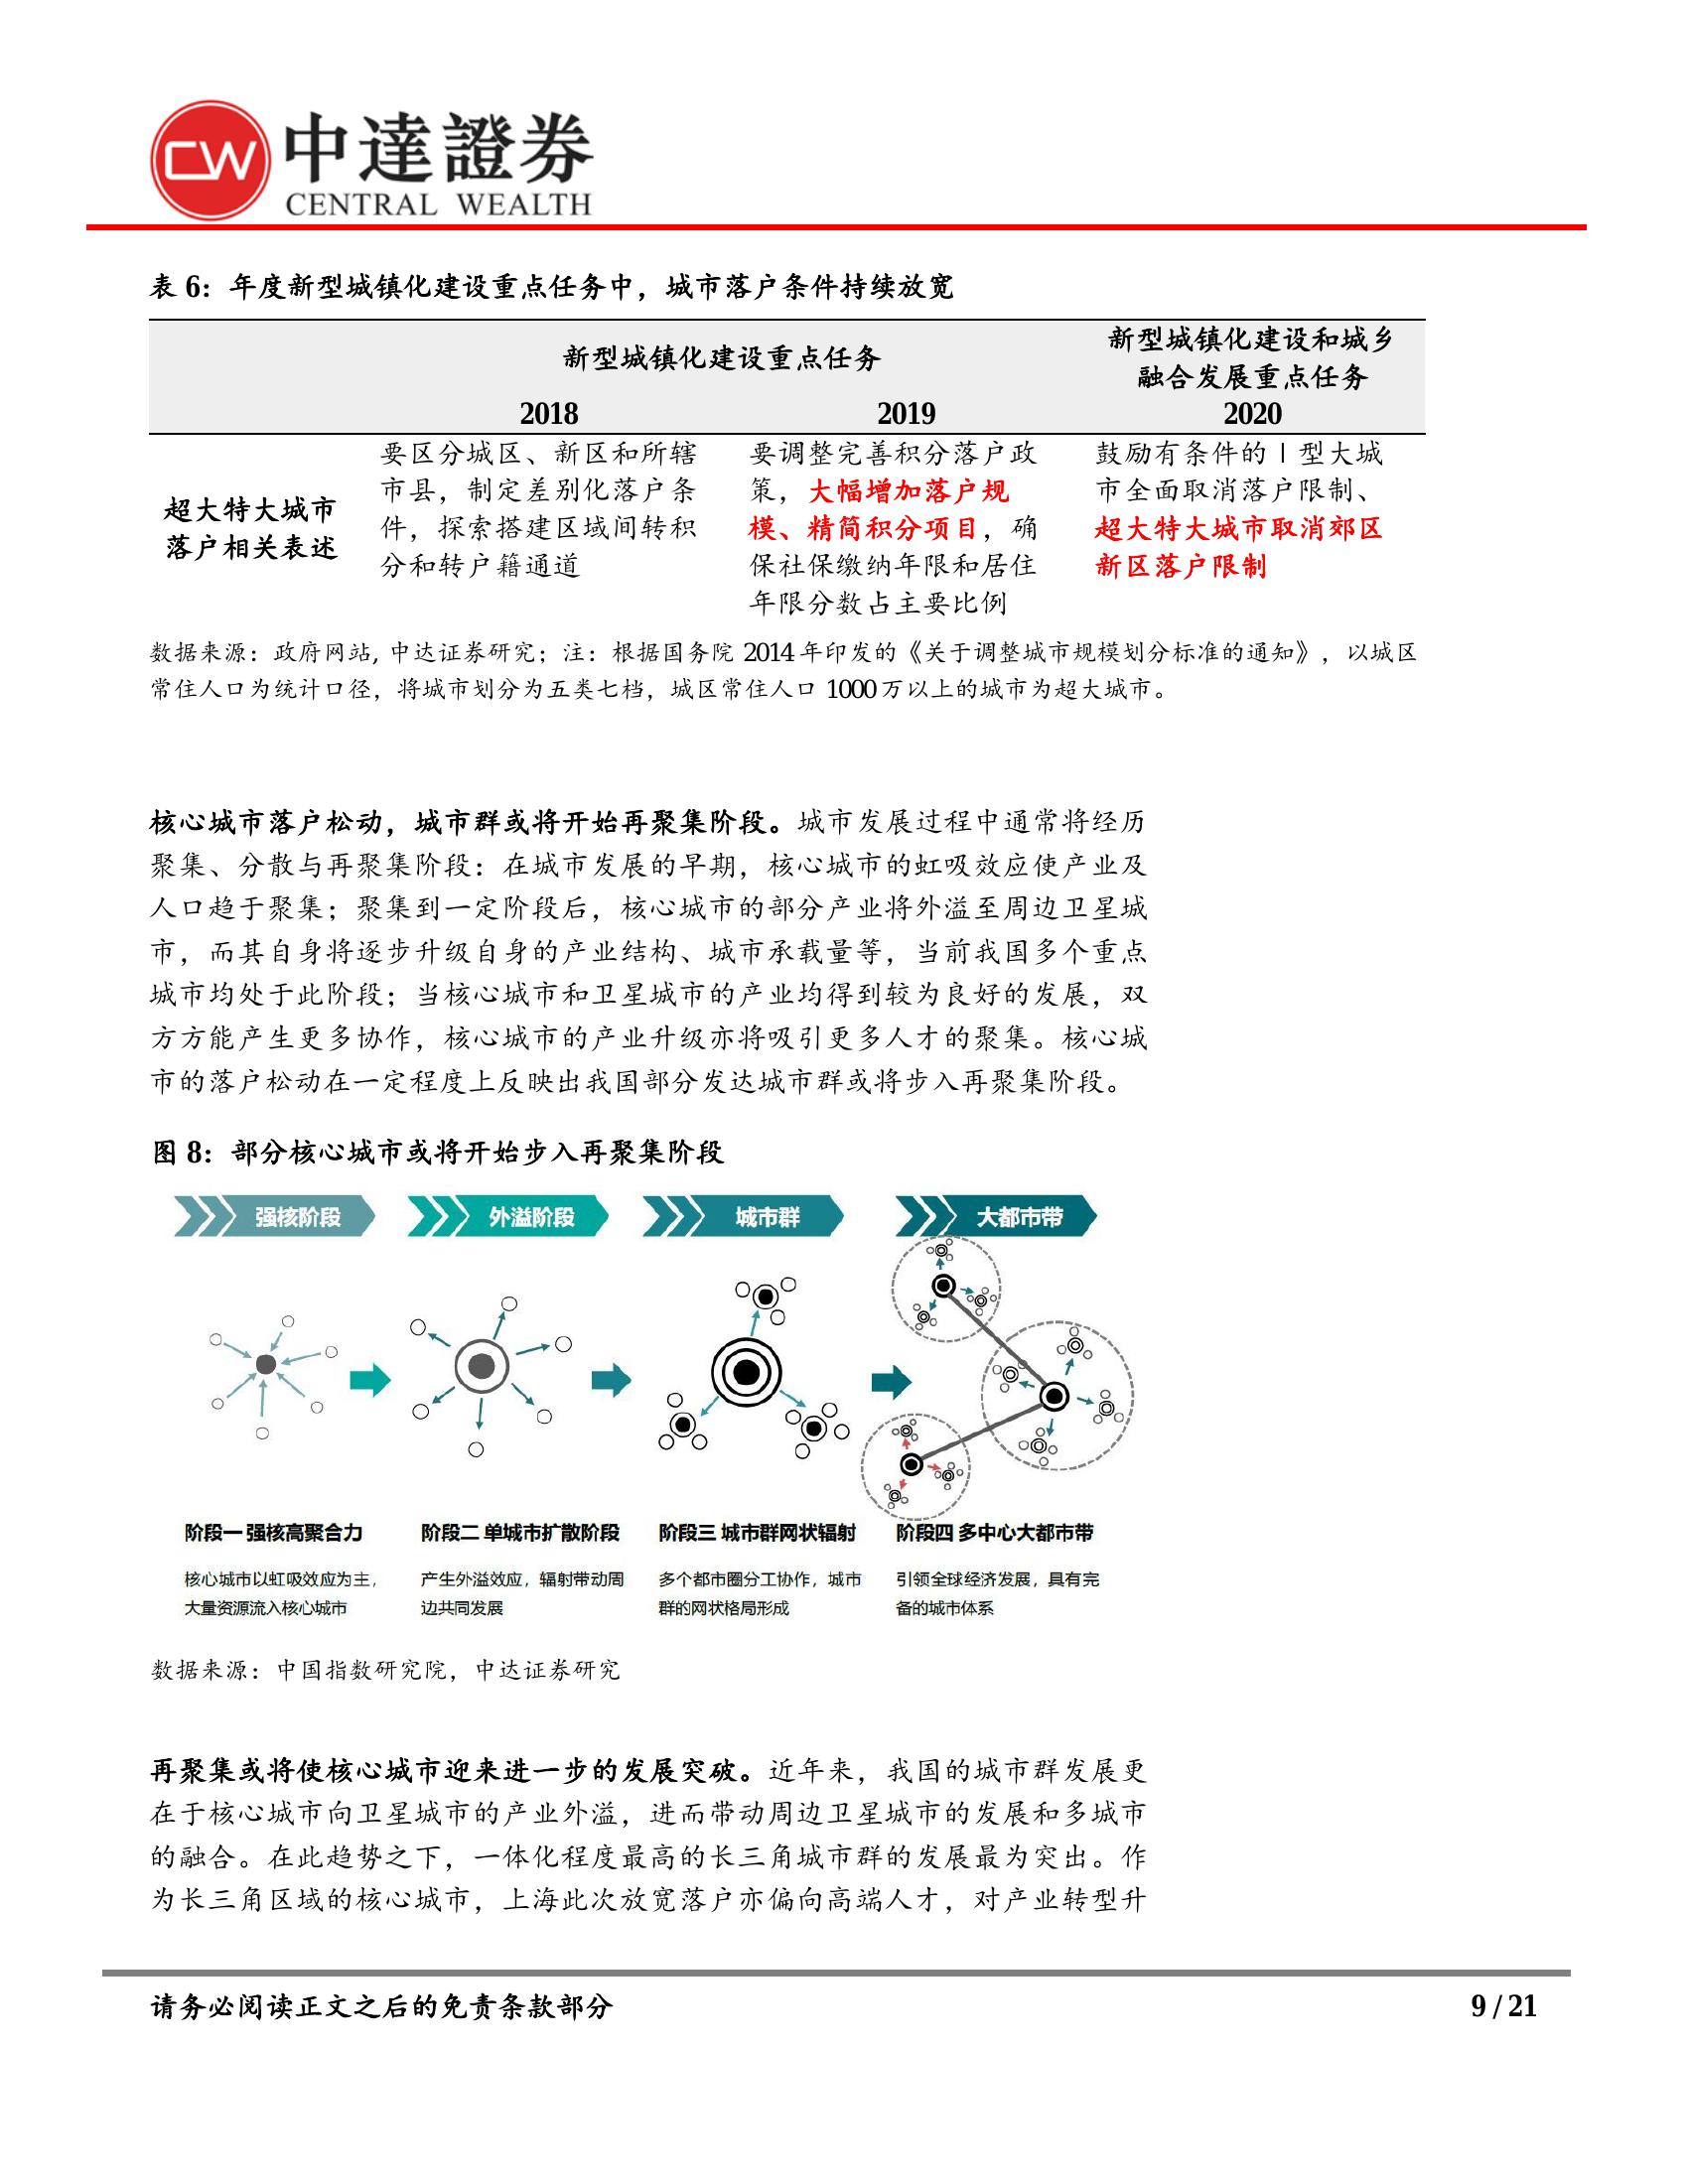 CW 中達證券
CENTRAL WEALTH
表 6：年度新型城镇化建设重点任务中，城市落户条件持续放宽
新型城镇化建设重点任务
新型城镇化建设和城乡
融合发展重点任务
2018 2019 2020
超大特大城市
落户相关表述
要区分城区、新区和所辖
市县，制定差别化落户条
件，探索搭建区域间转积
分和转户籍通道
要调整完善积分落户政
策，大幅增加落户规
模、精简积分项目，确
保社保缴纳年限和居住
年限分数占主要比例
鼓励有条件的Ⅰ型大城
市全面取消落户限制、
超大特大城市取消郊区
新区落户限制
数据来源：政府网站, 中达证券研究；注：根据国务院 2014 年印发的《关于调整城市规模划分标准的通知》，以城区
常住人口为统计口径，将城市划分为五类七档，城区常住人口 1000 万以上的城市为超大城市。
核心城市落户松动，城市群或将开始再聚集阶段。城市发展过程中通常将经历
聚集、分散与再聚集阶段：在城市发展的早期，核心城市的虹吸效应使产业及
人口趋于聚集；聚集到一定阶段后，核心城市的部分产业将外溢至周边卫星城
市，而其自身将逐步升级自身的产业结构、城市承载量等，当前我国多个重点
城市均处于此阶段；当核心城市和卫星城市的产业均得到较为良好的发展，双
方方能产生更多协作，核心城市的产业升级亦将吸引更多人才的聚集。核心城
市的落户松动在一定程度上反映出我国部分发达城市群或将步入再聚集阶段。
图 8：部分核心城市或将开始步入再聚集阶段
强核阶段 外溢阶段 城市群 大都市带
阶段一 强核高聚合力
核心城市以虹吸效应为主，
大量资源流入核心城市
阶段二 单城市扩散阶段
产生外溢效应，辐射带动周
边共同发展
阶段三 城市群网状辐射
多个都市圈分工协作，城市
群的网状格局形成
阶段四 多中心大都市带
引领全球经济发展，具有完
备的城市体系
数据来源：中国指数研究院，中达证券研究
再聚集或将使核心城市迎来进一步的发展突破。近年来，我国的城市群发展更
在于核心城市向卫星城市的产业外溢，进而带动周边卫星城市的发展和多城市
的融合。在此趋势之下，一体化程度最高的长三角城市群的发展最为突出。作
为长三角区域的核心城市，上海此次放宽落户亦偏向高端人才，对产业转型升
请务必阅读正文之后的免责条款部分 9 / 21